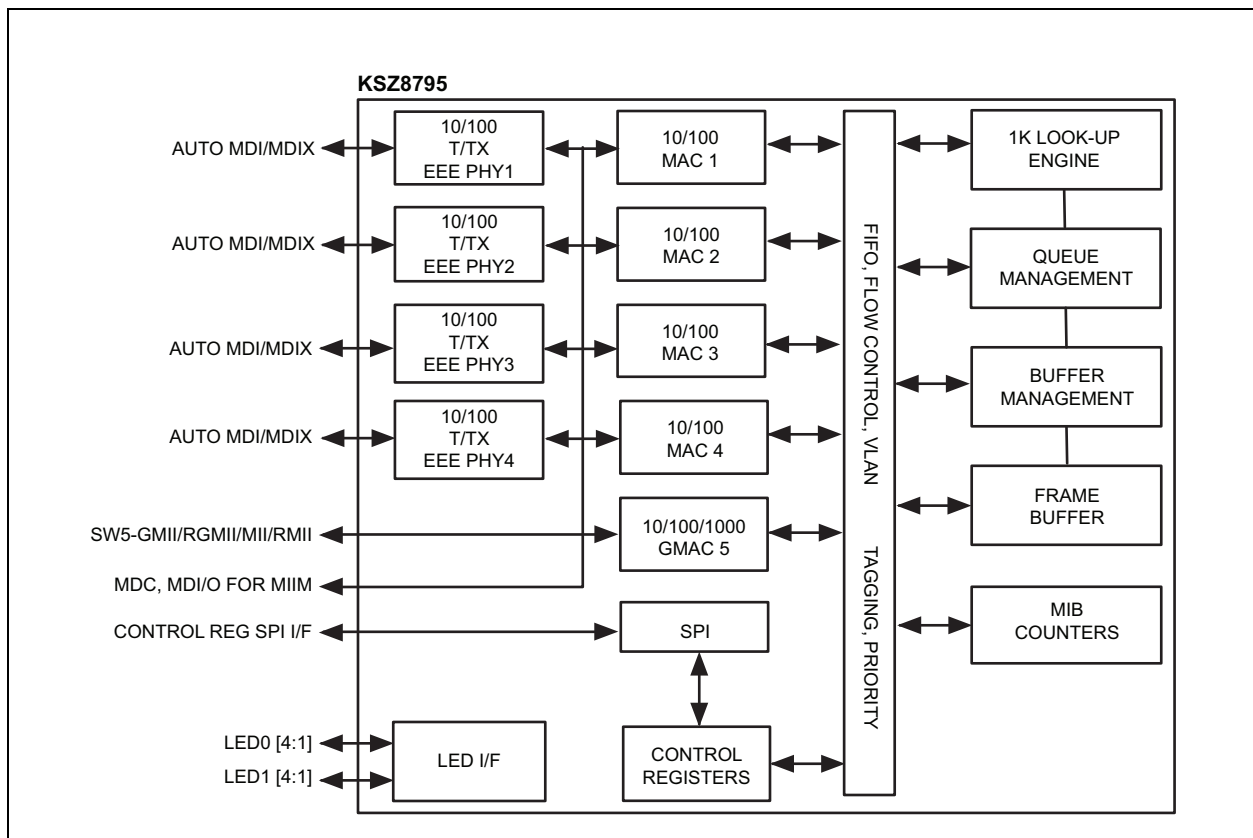 KSZ8795
AUTO MDI/MDIX
10/100
T/TX
EEE PHY1
10/100
MAC 1
1K LOOK-UP
ENGINE
AUTO MDI/MDIX
10/100
T/TX
EEE PHY2
10/100
MAC 2
QUEUE
MANAGEMENT
AUTO MDI/MDIX
10/100
T/TX
EEE PHY3
10/100
MAC 3
BUFFER
MANAGEMENT
AUTO MDI/MDIX
10/100
T/TX
EEE PHY4
10/100
MAC 4
FRAME
BUFFER
SW5-GMII/RGMII/MII/RMII
10/100/1000
GMAC 5
MDC, MDI/O FOR MIIM
CONTROL REG SPI I/F
SPI
MIB
COUNTERS
FIFO, FLOW CONTROL, VLAN TAGGING, PRIORITY
LED0 [4:1]
LED1 [4:1]
LED I/F
CONTROL
REGISTERS